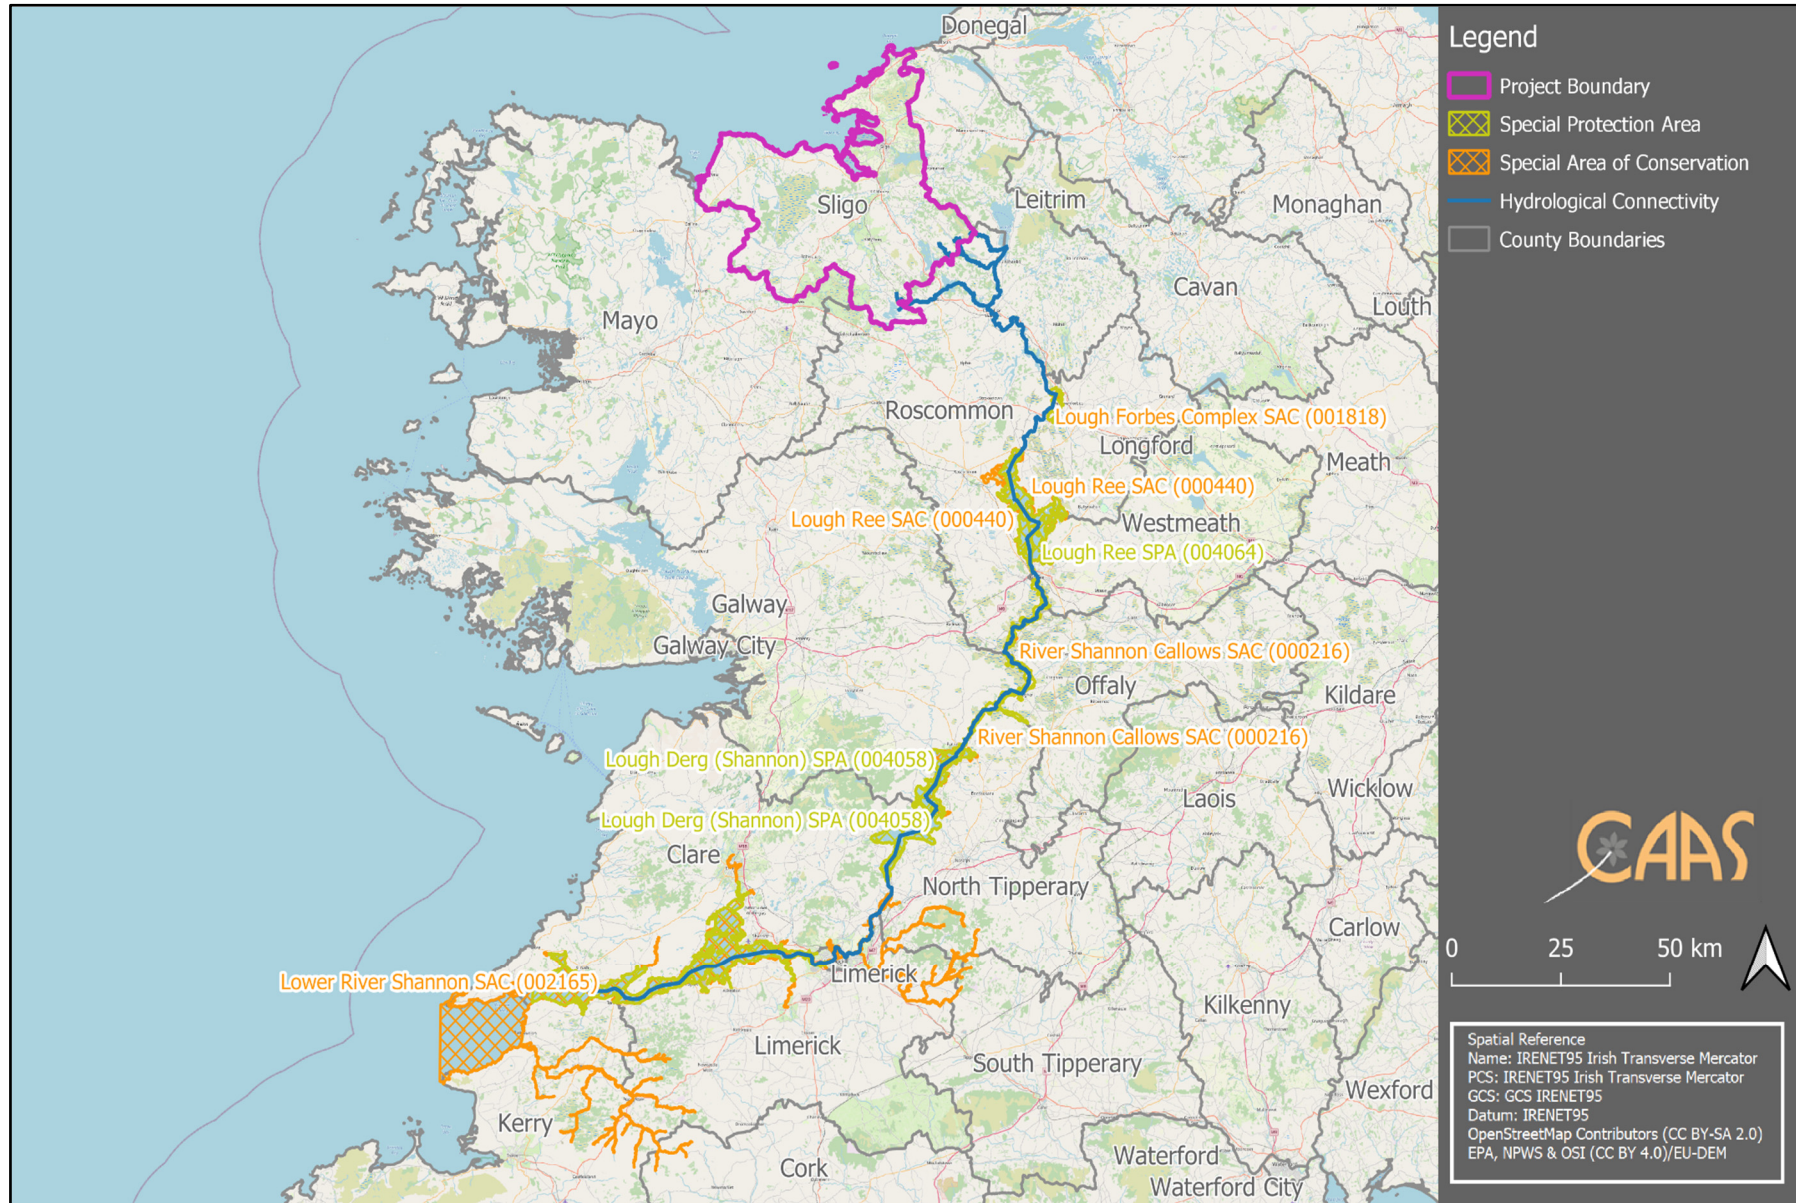 Donegal
Sligo
Leitrim
Monaghan
Cavan
Louth
Mayo
Roscommon
Lough Forbes Complex SAC (001818)
Longford
Meath
Lough Ree SAC (000440)
Lough Ree SAC (000440)
Westmeath
Lough Ree SPA (004064)
Galway
Galway City
River Shannon Callows SAC (000216)
Offaly
Kildare
River Shannon Callows SAC (000216)
Lough Derg (Shannon) SPA (004058)
Wicklow
Laois
Lough Derg (Shannon) SPA (004058)
Clare
North Tipperary
Carlow
Limerick
Lower River Shannon SAC (002165)
Kilkenny
Limerick
South Tipperary
Wexford
Kerry
Waterford
Cork
Waterford City
Legend
Project Boundary
Special Protection Area
Special Area of Conservation
Hydrological Connectivity
County Boundaries
CAAS
0 25 50 km
Spatial Reference
Name: IRENET95 Irish Transverse Mercator
PCS: IRENET95 Irish Transverse Mercator
GCS: GCS IRENET95
Datum: IRENET95
OpenStreetMap Contributors (CC BY-SA 2.0)
EPA, NPWS & OSI (CC BY 4.0)/EU-DEM